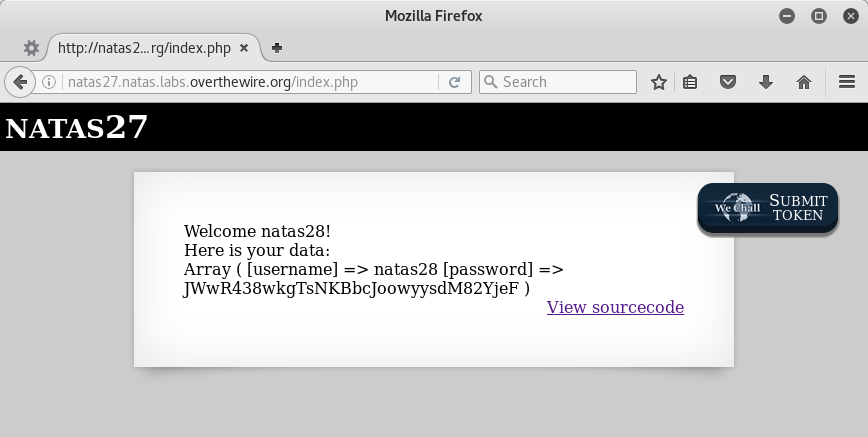 Mozilla Firefox
http://natas2...rg/index.php
natas27.natas.labs.overthewire.org/index.php
Search
NATAS27
We Chall
SUBMIT
TOKEN
Welcome natas28!
Here is your data:
Array ( [username] => natas28 [password] =>
JWwR438wkgTsNKBbcJoowyysdM82YjeF )
View sourcecode